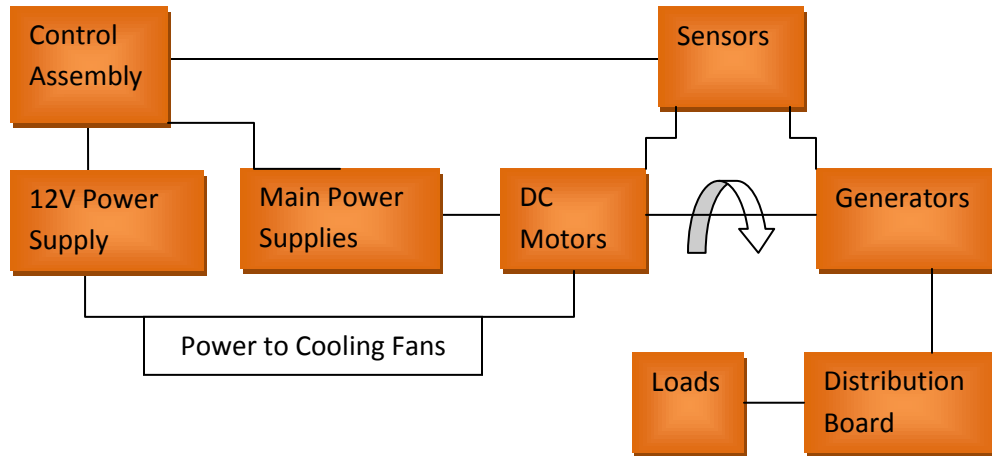 Control
Assembly
Sensors
12V Power
Supply
Main Power
Supplies
DC
Motors
Generators
Power to Cooling Fans
Loads
Distribution
Board